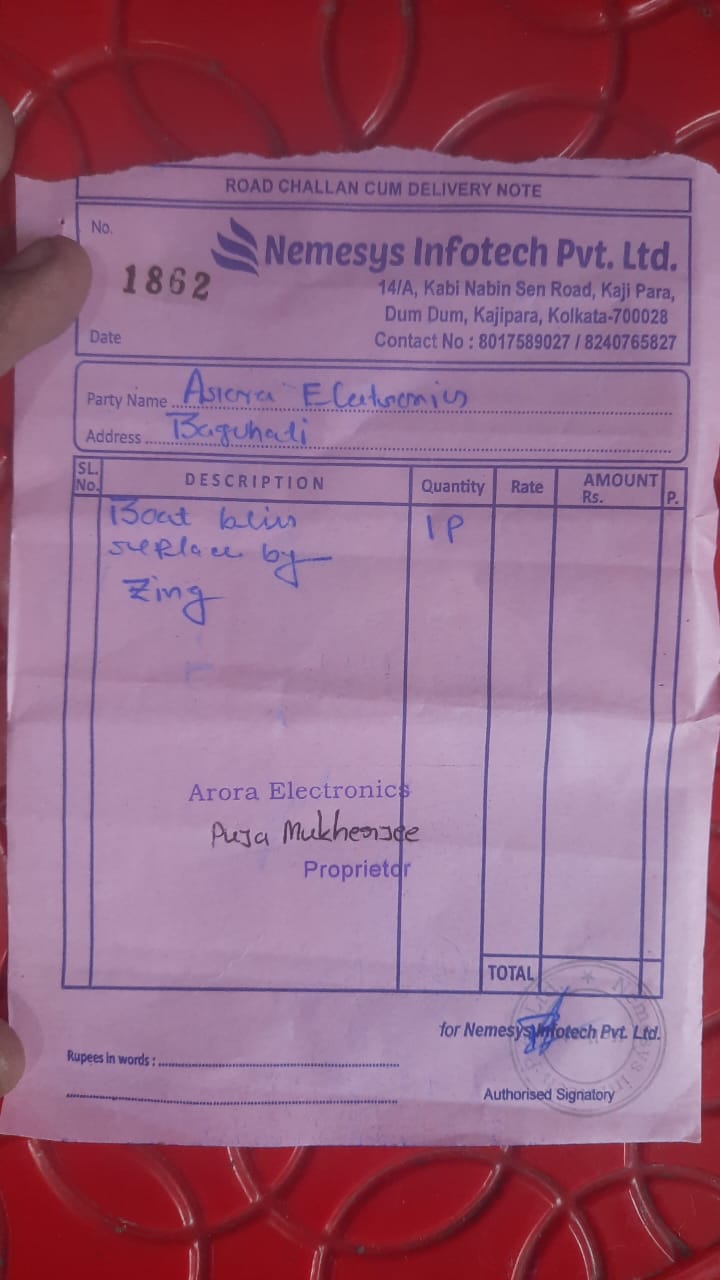 ROAD CHALLAN CUM DELIVERY NOTE
No.
1862
Nemesys Infotech Pvt. Ltd.
14/A, Kabi Nabin Sen Road, Kaji Para,
Dum Dum, Kajipara, Kolkata-700028
Date
Contact No : 8017589027 / 8240765827
Party Name Arora Electronics
Address Baguhati
SL. No. DESCRIPTION Quantity Rate AMOUNT Rs. P.
Boat 1P
replace by
Zing
Arora Electronics
Puja Mukherjee
Proprietor
TOTAL
for Nemesys Infotech Pvt. Ltd.
Rupees in words :
Authorised Signatory